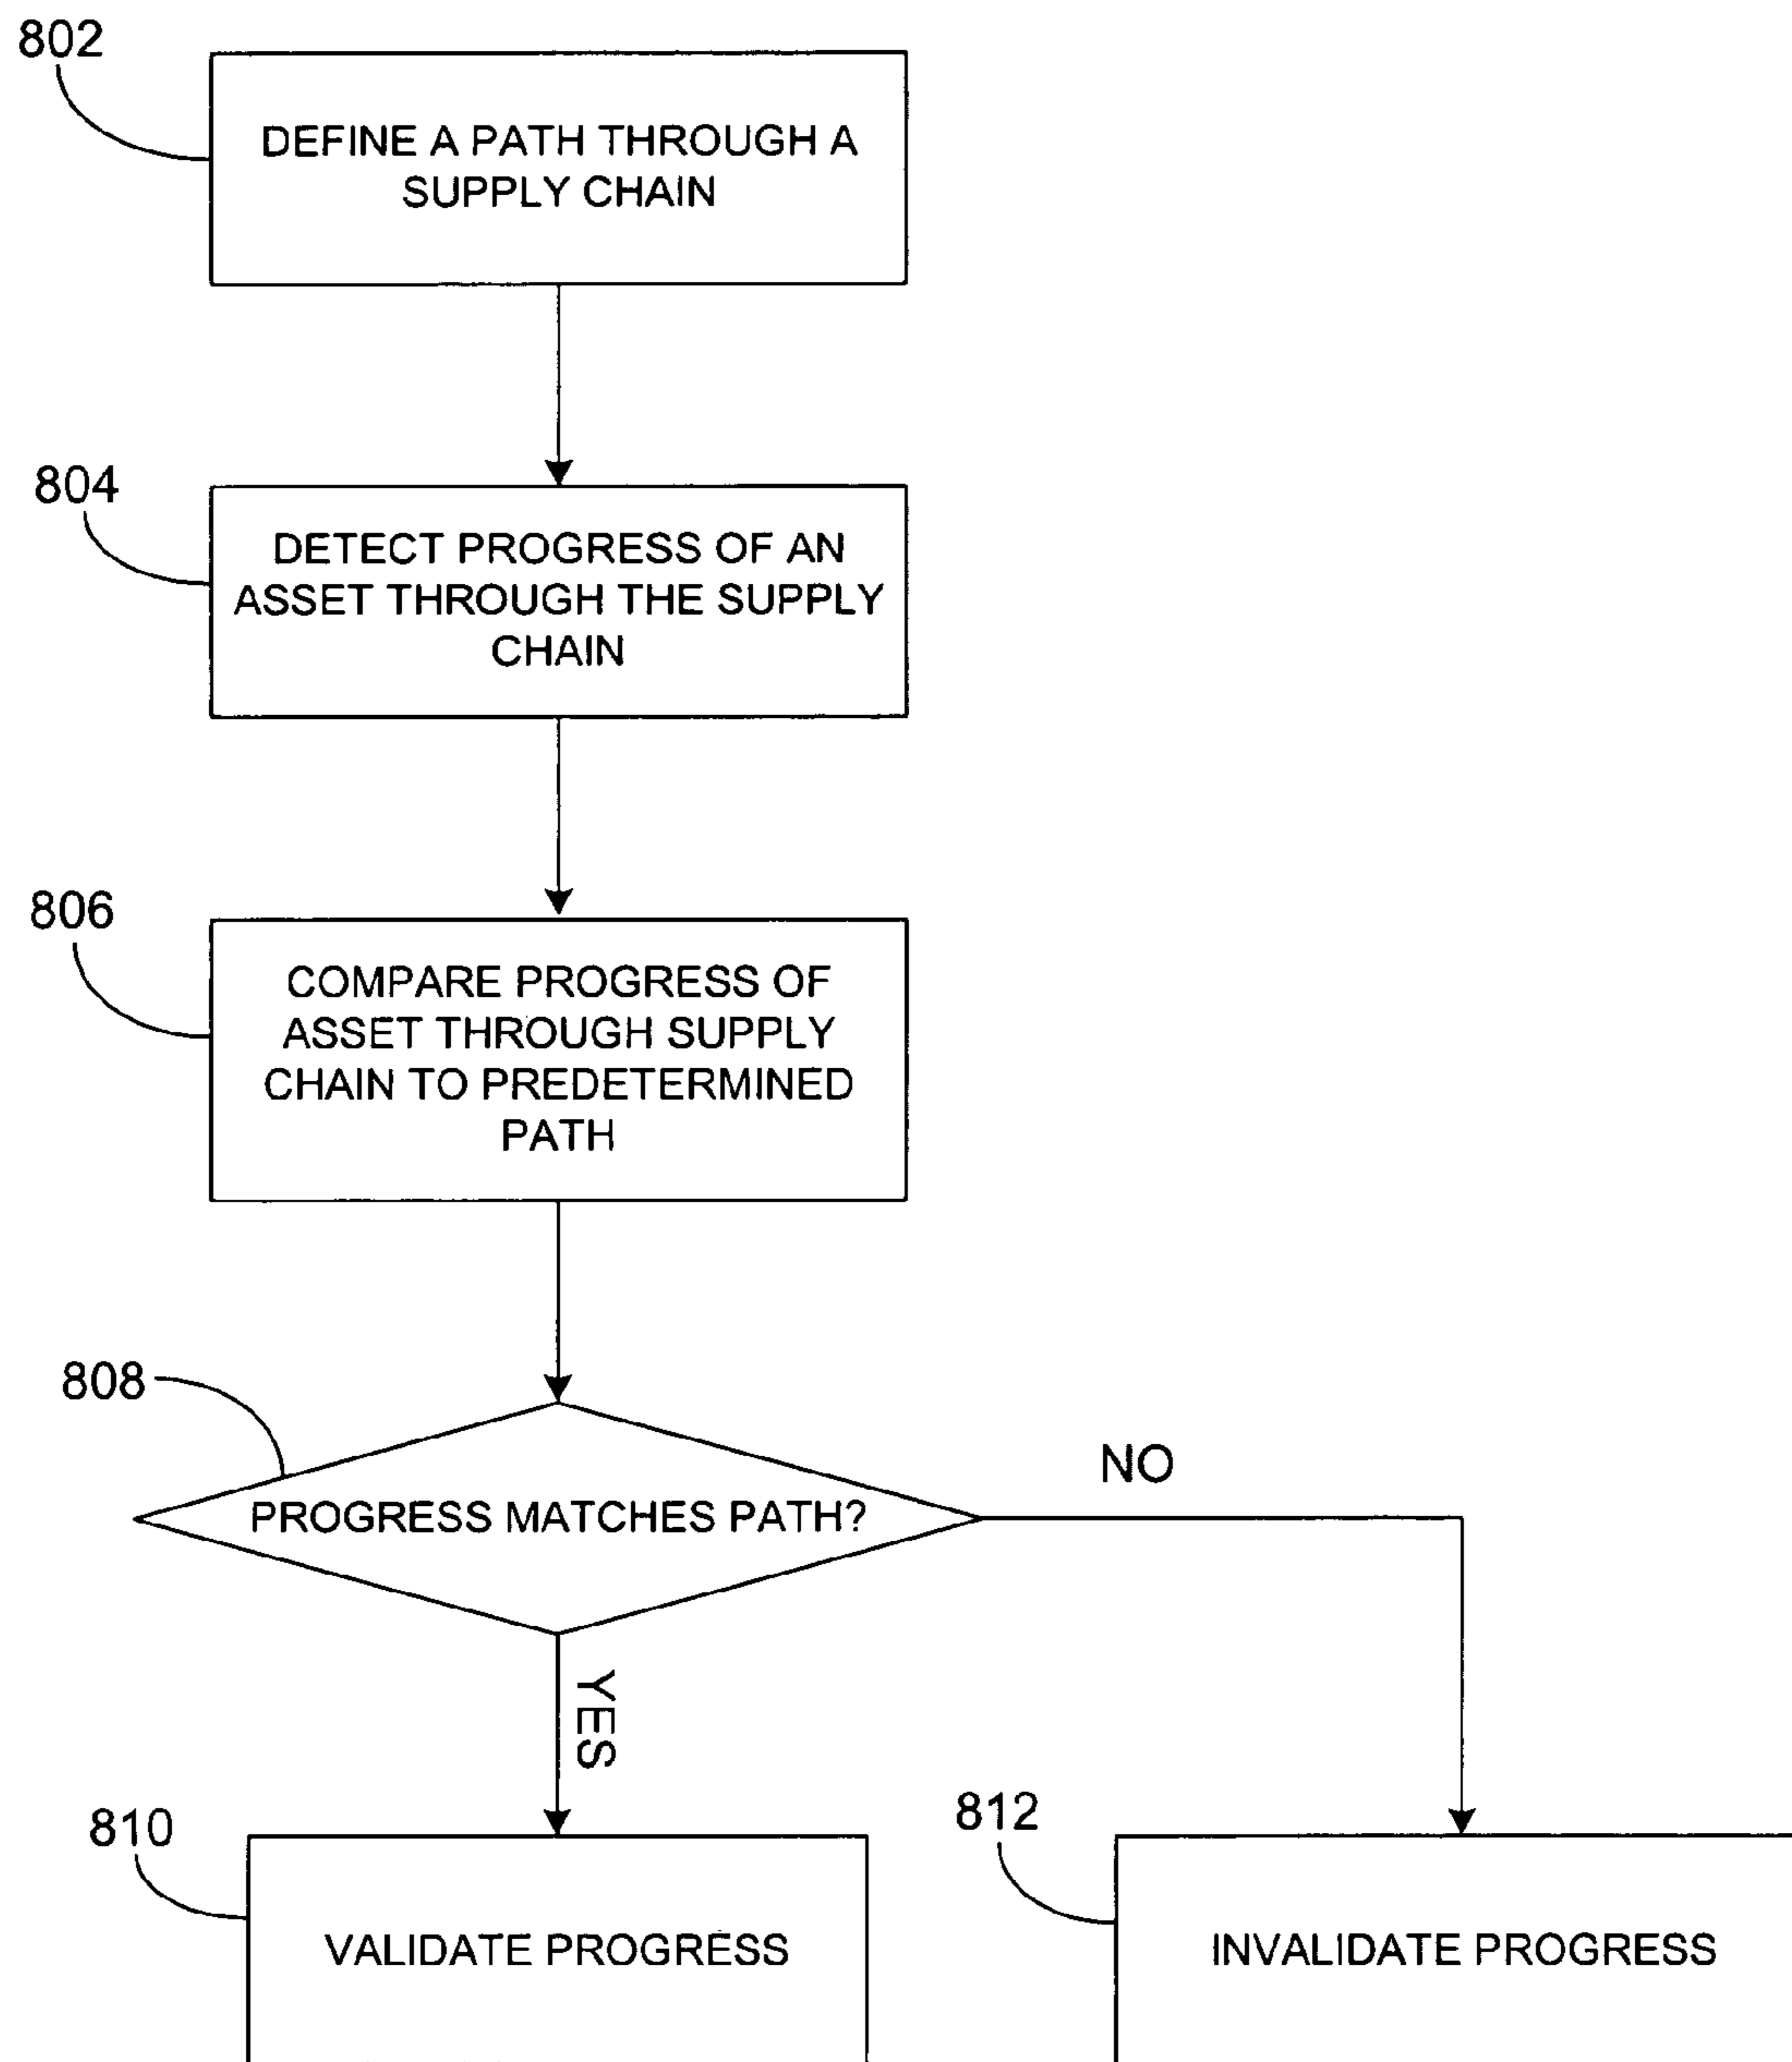 802
DEFINE A PATH THROUGH A
SUPPLY CHAIN
804
DETECT PROGRESS OF AN
ASSET THROUGH THE SUPPLY
CHAIN
806
COMPARE PROGRESS OF
ASSET THROUGH SUPPLY
CHAIN TO PREDETERMINED
PATH
808
PROGRESS MATCHES PATH?
NO
YES
810
VALIDATE PROGRESS
812
INVALIDATE PROGRESS